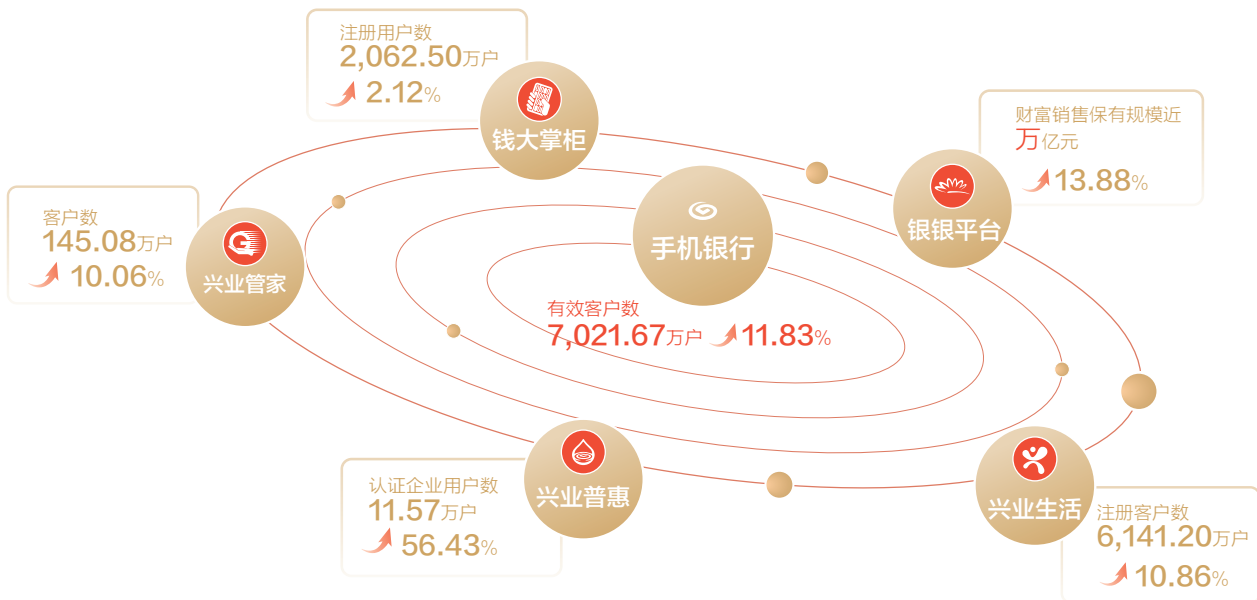 注册用户数
2,062.50万户
2.12%
钱大掌柜
财富销售保有规模近
万亿元
13.88%
银银平台
客户数
145.08万户
10.06%
兴业管家
手机银行
有效客户数
7,021.67万户 11.83%
认证企业用户数
11.57万户
56.43%
兴业普惠
兴业生活
注册客户数
6,141.20万户
10.86%